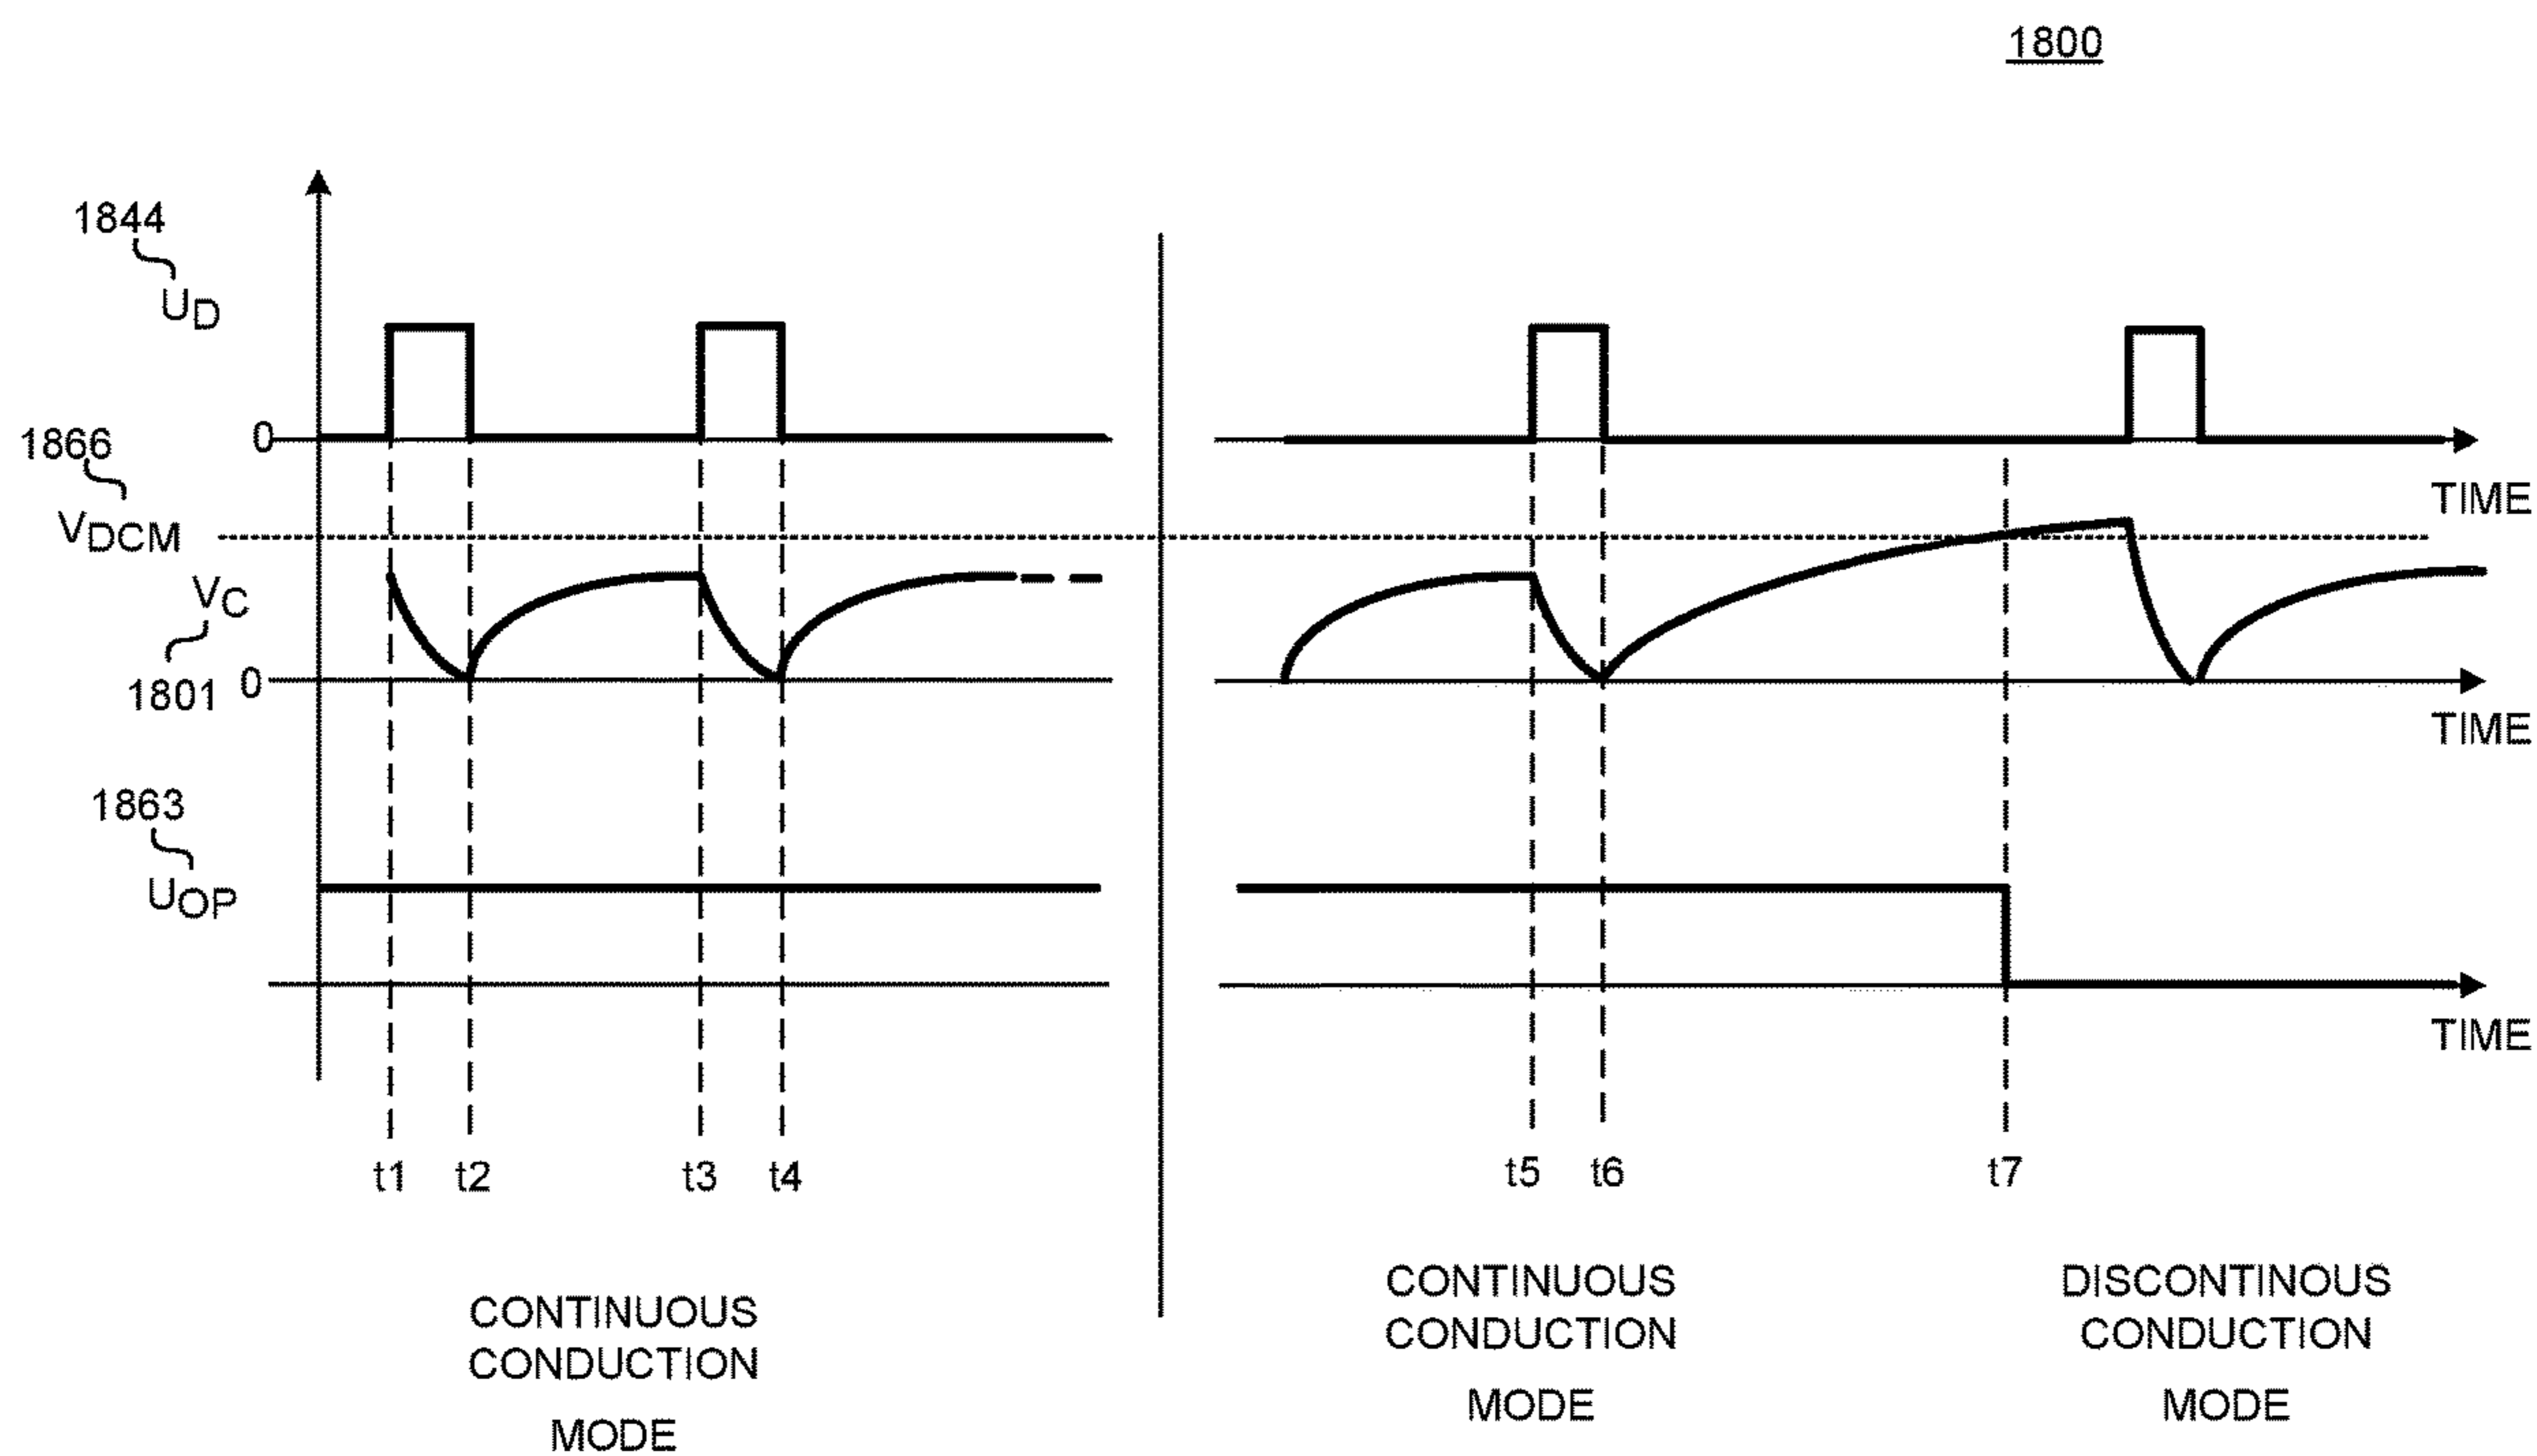 1800
1844
UD
0
1866
TIME
VDCM
VC
1801 0
TIME
1863
UOP
TIME
t1 t2 t3 t4 t5 t6 t7
CONTINUOUS
CONDUCTION
MODE
CONTINUOUS
CONDUCTION
MODE
DISCONTINOUS
CONDUCTION
MODE